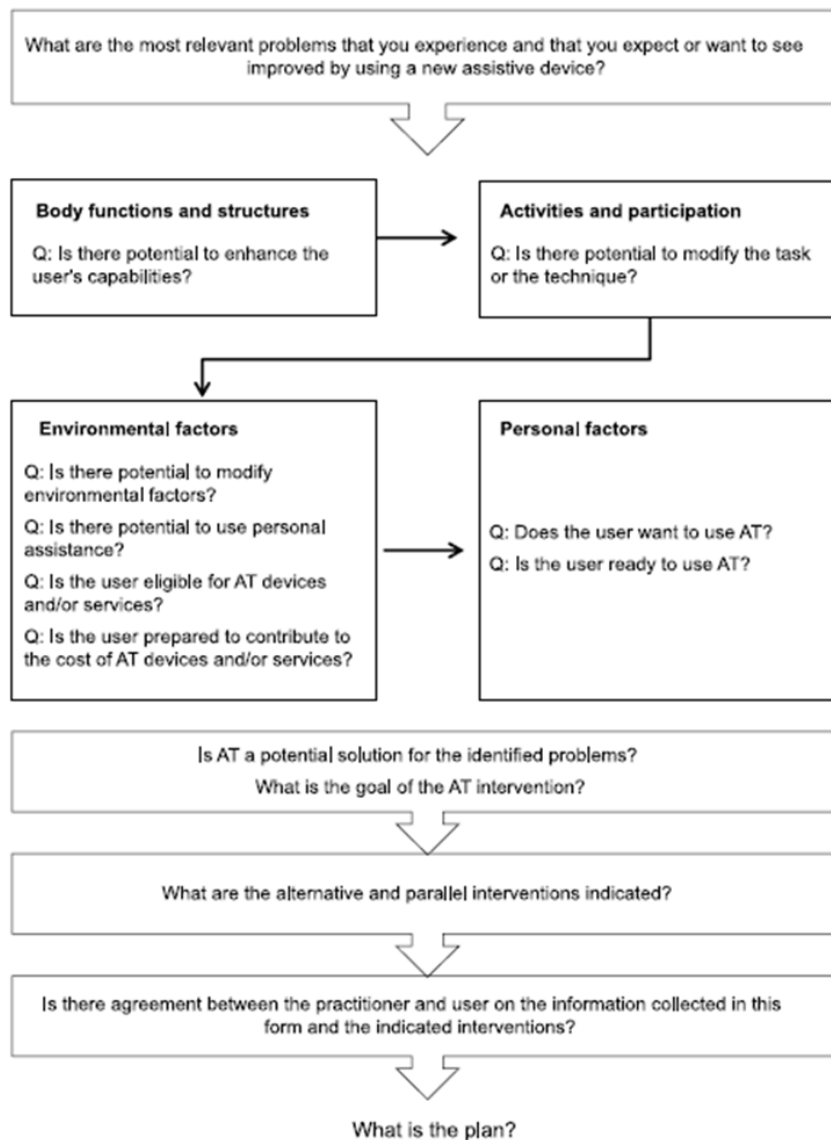 What are the most relevant problems that you experience and that you expect or want to see
improved by using a new assistive device?
Body functions and structures
Q: Is there potential to enhance the
user's capabilities?
Activities and participation
Q: Is there potential to modify the task
or the technique?
Environmental factors
Q: Is there potential to modify
environmental factors?
Q: Is there potential to use personal
assistance?
Q: Is the user eligible for AT devices
and/or services?
Q: Is the user prepared to contribute to
the cost of AT devices and/or services?
Personal factors
Q: Does the user want to use AT?
Q: Is the user ready to use AT?
Is AT a potential solution for the identified problems?
What is the goal of the AT intervention?
What are the alternative and parallel interventions indicated?
Is there agreement between the practitioner and user on the information collected in this
form and the indicated interventions?
What is the plan?